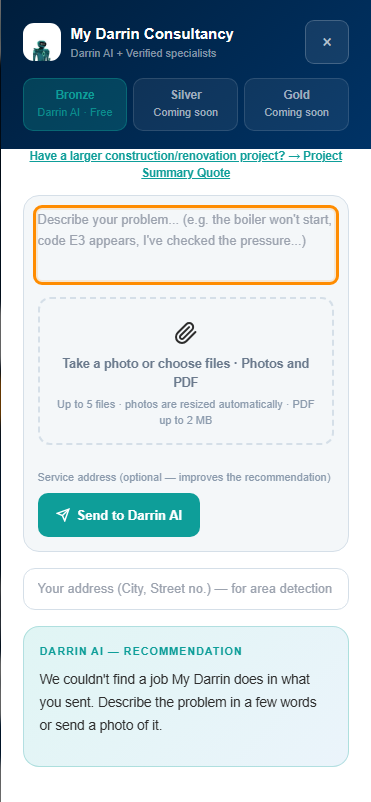 My Darrin Consultancy
Darrin AI + Verified specialists
×
Bronze
Darrin AI · Free
Silver
Coming soon
Gold
Coming soon
Have a larger construction/renovation project? → Project
Summary Quote
Describe your problem... (e.g. the boiler won't start,
code E3 appears, I've checked the pressure...)
Take a photo or choose files · Photos and
PDF
Up to 5 files · photos are resized automatically · PDF
up to 2 MB
Service address (optional — improves the recommendation)
Send to Darrin AI
Your address (City, Street no.) — for area detection
DARRIN AI — RECOMMENDATION
We couldn't find a job My Darrin does in what
you sent. Describe the problem in a few words
or send a photo of it.